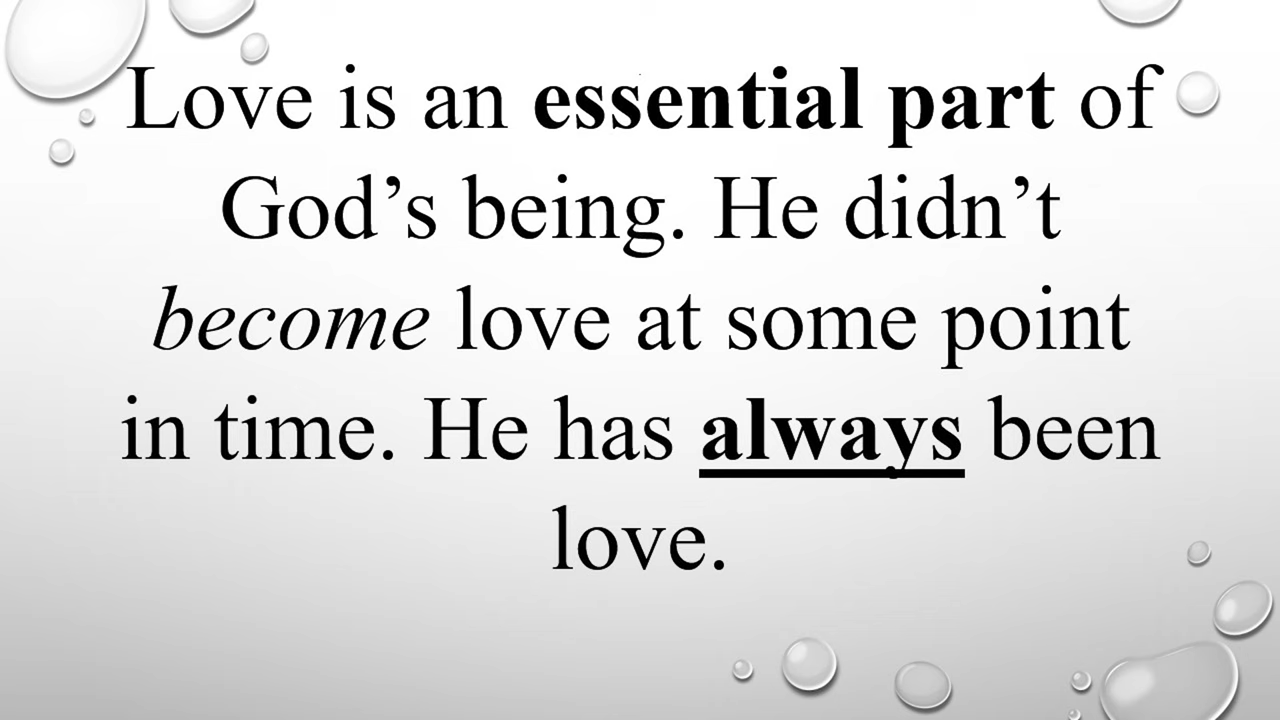 Love is an essential part of
God’s being. He didn’t
become love at some point
in time. He has always been
love.